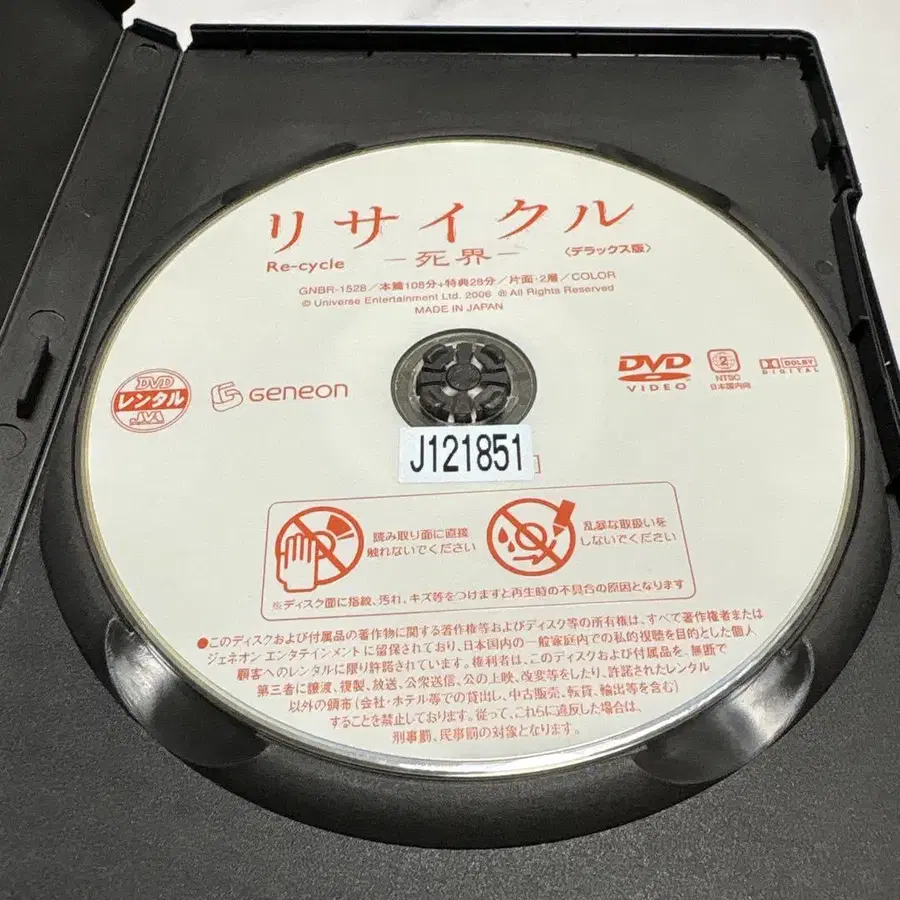 リサイクル
Re-cycle ー死界ー 〈デラックス版〉
GNBR-1528/本篇108分+特典28分/片面・2層/COLOR
© Universe Entertainment Ltd. 2006 ® All Rights Reserved
MADE IN JAPAN
DVD
レンタル
JVA
Geneon
DVD
VIDEO
2
NTSC
日本国内向
DOLBY
DIGITAL
J121851
読み取り面に直接
触れないでください
乱暴な取扱いを
しないでください
※ディスク面に指紋、汚れ、キズ等をつけますと再生時の不具合の原因となります
●このディスクおよび付属品の著作物に関する著作権等およびディスク等の所有権は、すべて著作権者または
ジェネオン エンタテインメントに留保されており、日本国内の一般家庭内での私的視聴を目的とした個人
顧客へのレンタルに限り許諾されています。権利者は、このディスクおよび付属品を、無断で
第三者に譲渡、複製、放送、公衆送信、公の上映、改変等をしたり、許諾されたレンタル
以外の頒布(会社・ホテル等での貸出し、中古販売、転貸、輸出等を含む)
することを禁止しております。従って、これらに違反した場合は、
刑事罰、民事罰の対象となります。